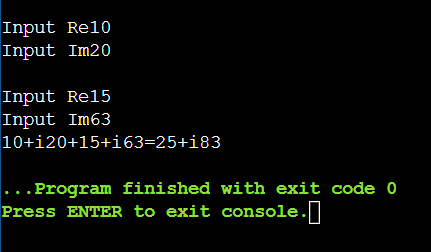 Input Re10
Input Im20
Input Re15
Input Im63
10+i20+15+i63=25+i83
...Program finished with exit code 0
Press ENTER to exit console.